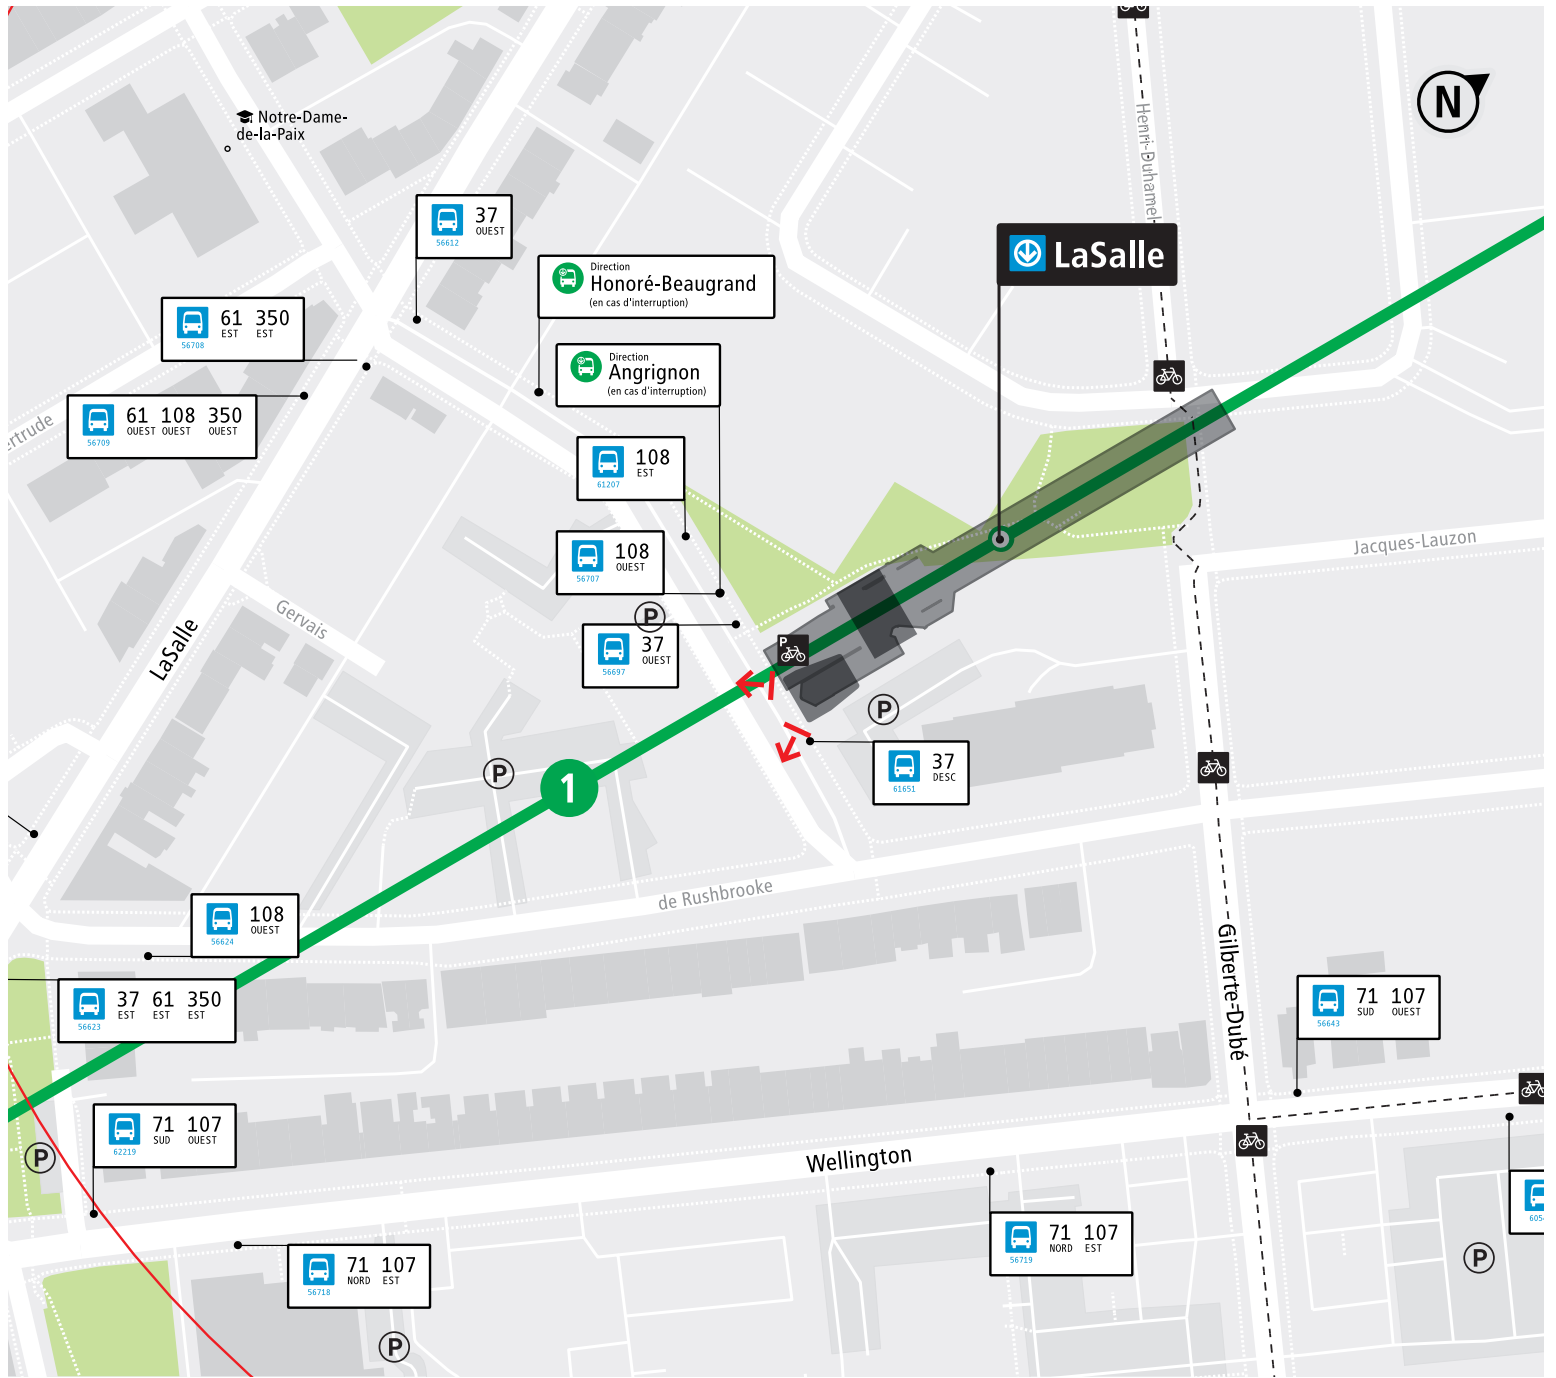 Notre-Dame-
de-la-Paix
N
Henri-Duhamel
37
OUEST
56612
LaSalle
Direction
Honoré-Beaugrand
(en cas d'interruption)
61 350
EST EST
56708
Direction
Angrignon
(en cas d'interruption)
61 108 350
OUEST OUEST OUEST
56709
108
EST
61207
108
OUEST
56707
Jacques-Lauzon
Gervais
P
37
OUEST
56697
P
LaSalle
P
P
1
37
DESC
61651
de Rushbrooke
108
OUEST
56624
Gilberte-Dubé
37 61 350
EST EST EST
56623
71 107
SUD OUEST
56643
71 107
SUD OUEST
62219
P
Wellington
71 107
NORD EST
56719
71 107
NORD EST
56718
P
P